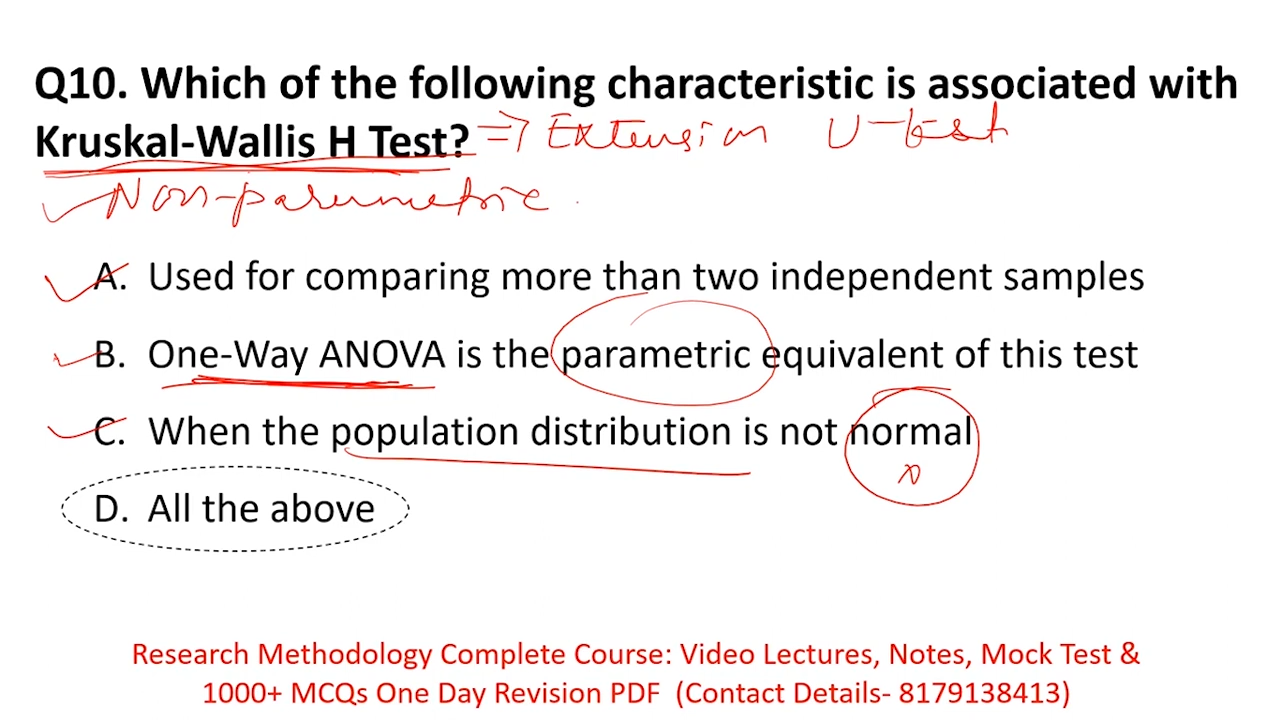 Q10. Which of the following characteristic is associated with
Kruskal-Wallis H Test? => Extension U-test
Non-parametric
A. Used for comparing more than two independent samples
B. One-Way ANOVA is the parametric equivalent of this test
C. When the population distribution is not normal
D. All the above
Research Methodology Complete Course: Video Lectures, Notes, Mock Test &
1000+ MCQs One Day Revision PDF (Contact Details- 8179138413)